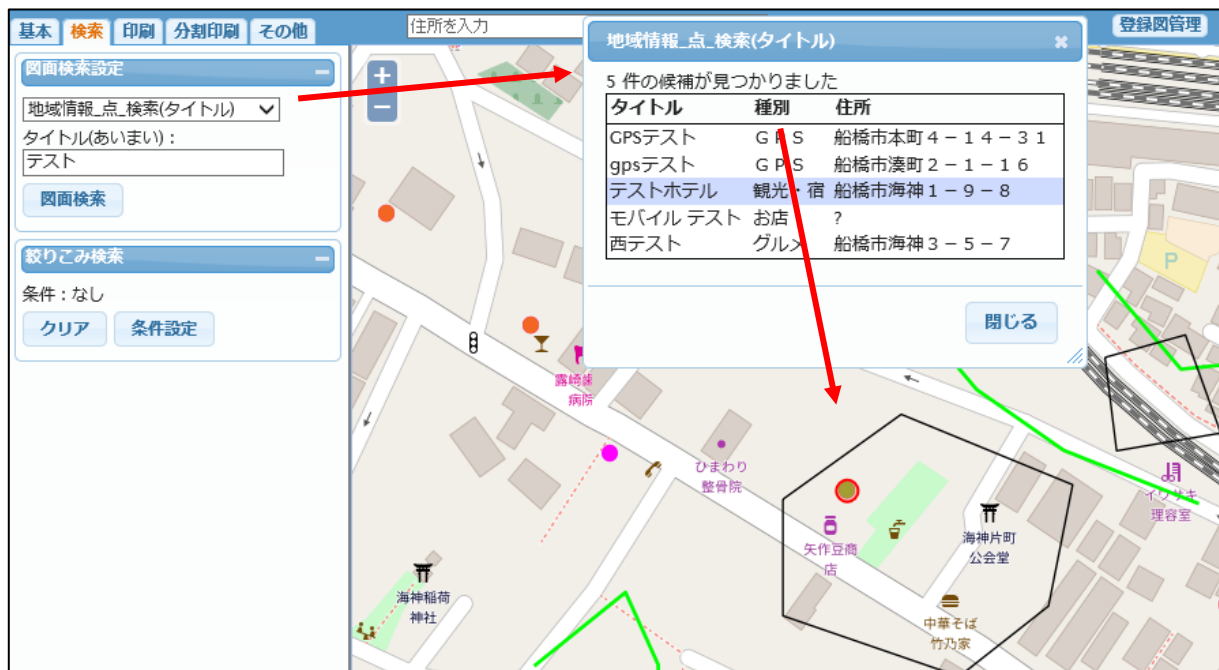 基本 検索 印刷 分割印刷 その他
住所を入力
登録図管理
図面検索設定
地域情報_点_検索(タイトル)
タイトル(あいまい):
テスト
図面検索
絞りこみ検索
条件:なし
クリア 条件設定
地域情報_点_検索(タイトル)
5 件の候補が見つかりました
タイトル 種別 住所
GPSテスト GPS 船橋市本町4-14-31
gpsテスト GPS 船橋市湊町2-1-16
テストホテル 観光・宿 船橋市海神1-9-8
モバイル テスト お店 ?
西テスト グルメ 船橋市海神3-5-7
閉じる
P
露崎歯
病院
ひまわり
整骨院
イワサキ
理容室
矢作豆商
店
海神片町
公会堂
海神稲荷
神社
中華そば
竹乃家